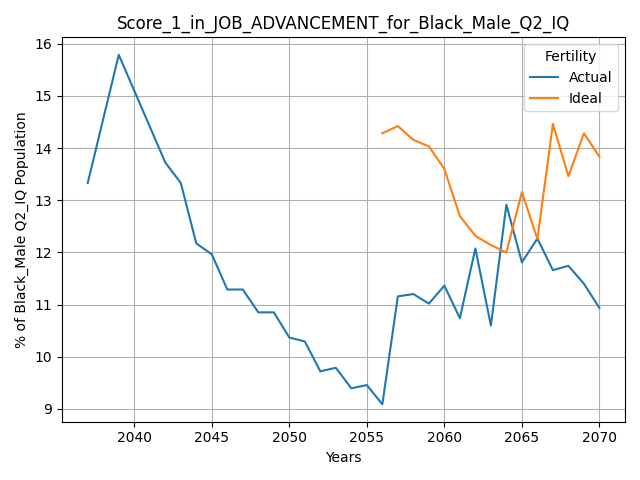 Score_1_in_JOB_ADVANCEMENT_for_Black_Male_Q2_IQ
Fertility
Actual
Ideal
% of Black_Male Q2_IQ Population
16
15
14
13
12
11
10
9
2040 2045 2050 2055 2060 2065 2070
Years